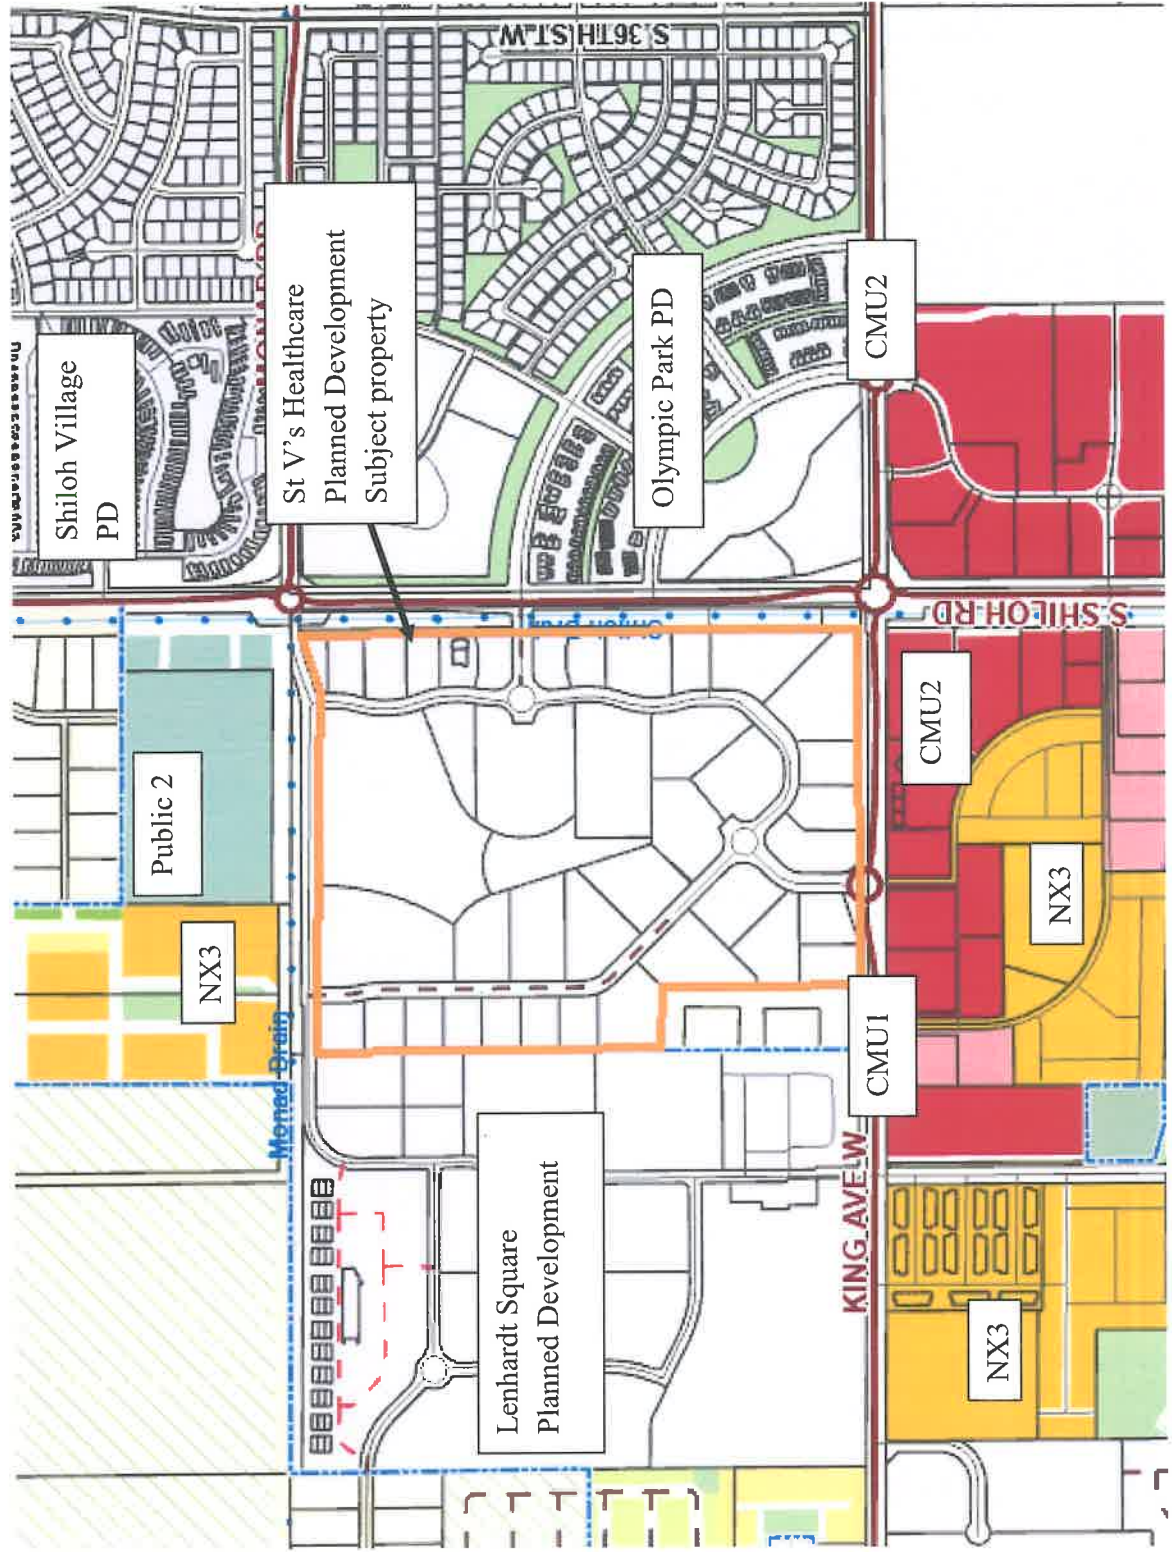 Shiloh Village
PD
Public 2
NX3
Monad Drain
St V's Healthcare
Planned Development
Subject property
S 36TH ST W
Lenhardt Square
Planned Development
Olympic Park PD
KING AVE W
CMU1
CMU2
CMU2
S SHILOH RD
NX3
NX3